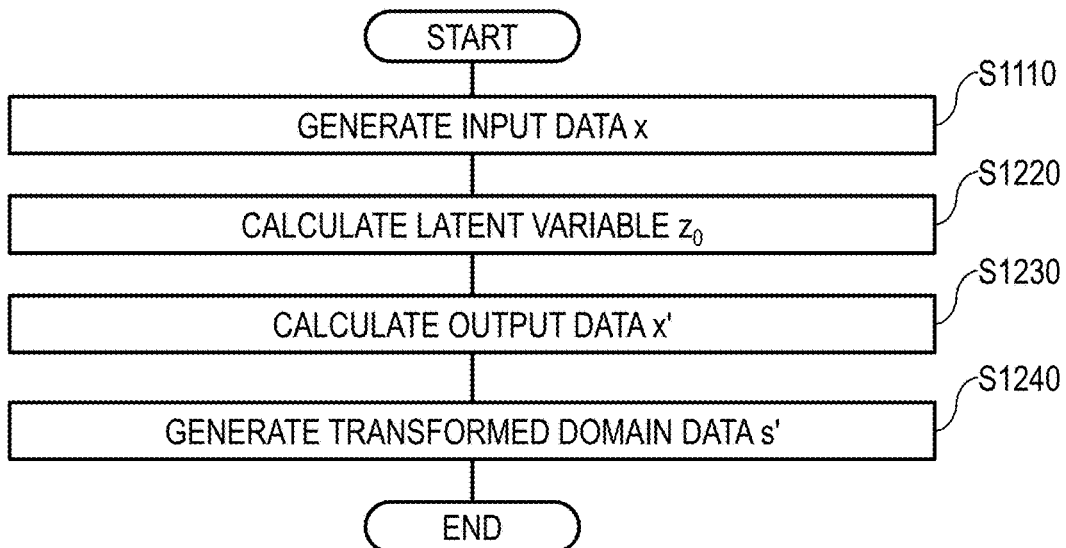 START
S1110
GENERATE INPUT DATA x
S1220
CALCULATE LATENT VARIABLE z₀
S1230
CALCULATE OUTPUT DATA x'
S1240
GENERATE TRANSFORMED DOMAIN DATA s'
END